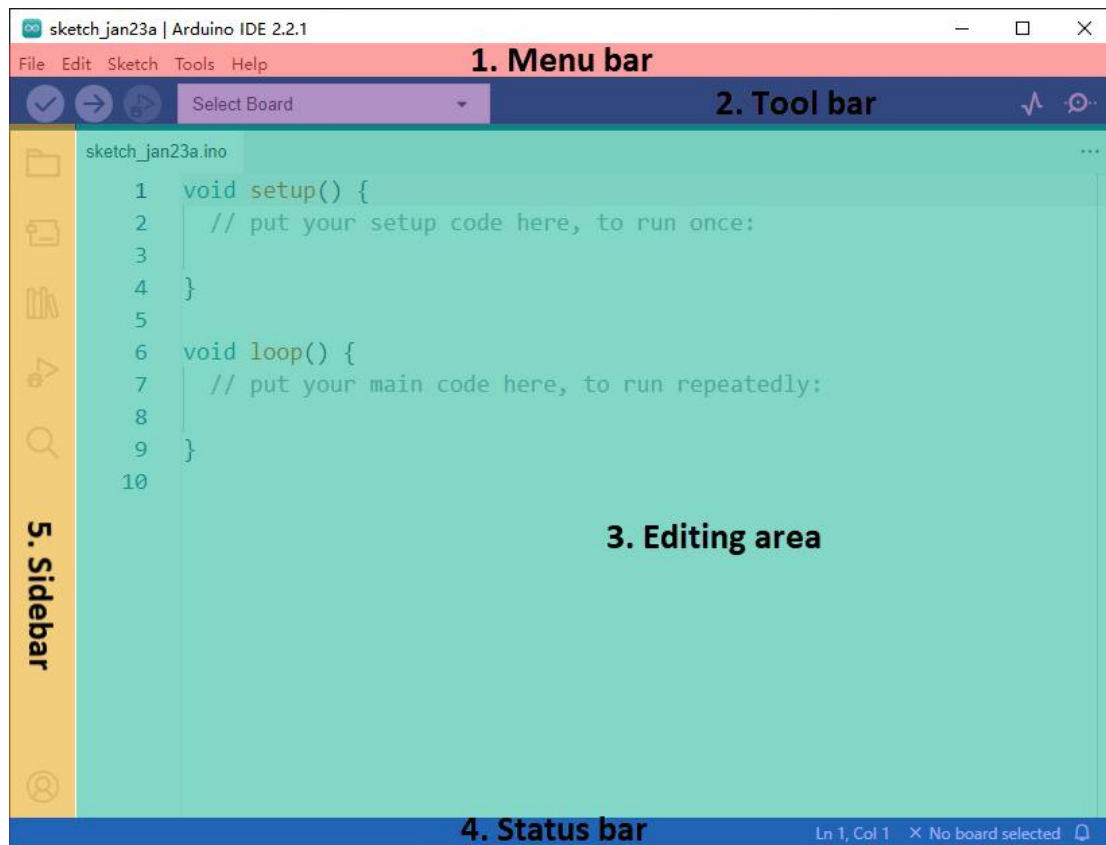 sketch_jan23a | Arduino IDE 2.2.1
File Edit Sketch Tools Help
1. Menu bar
Select Board
2. Tool bar
sketch_jan23a.ino
1 void setup() {
2 // put your setup code here, to run once:
3
4 }
5
6 void loop() {
7 // put your main code here, to run repeatedly:
8
9 }
10
3. Editing area
5. Sidebar
4. Status bar
Ln 1, Col 1 × No board selected